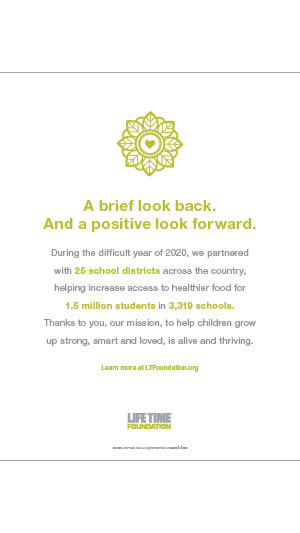 A brief look back.
And a positive look forward.
During the difficult year of 2020, we partnered
with 25 school districts across the country,
helping increase access to healthier food for
1.5 million students in 3,319 schools.
Thanks to you, our mission, to help children grow
up strong, smart and loved, is alive and thriving.
Learn more at LTFoundation.org
LIFE TIME
FOUNDATION